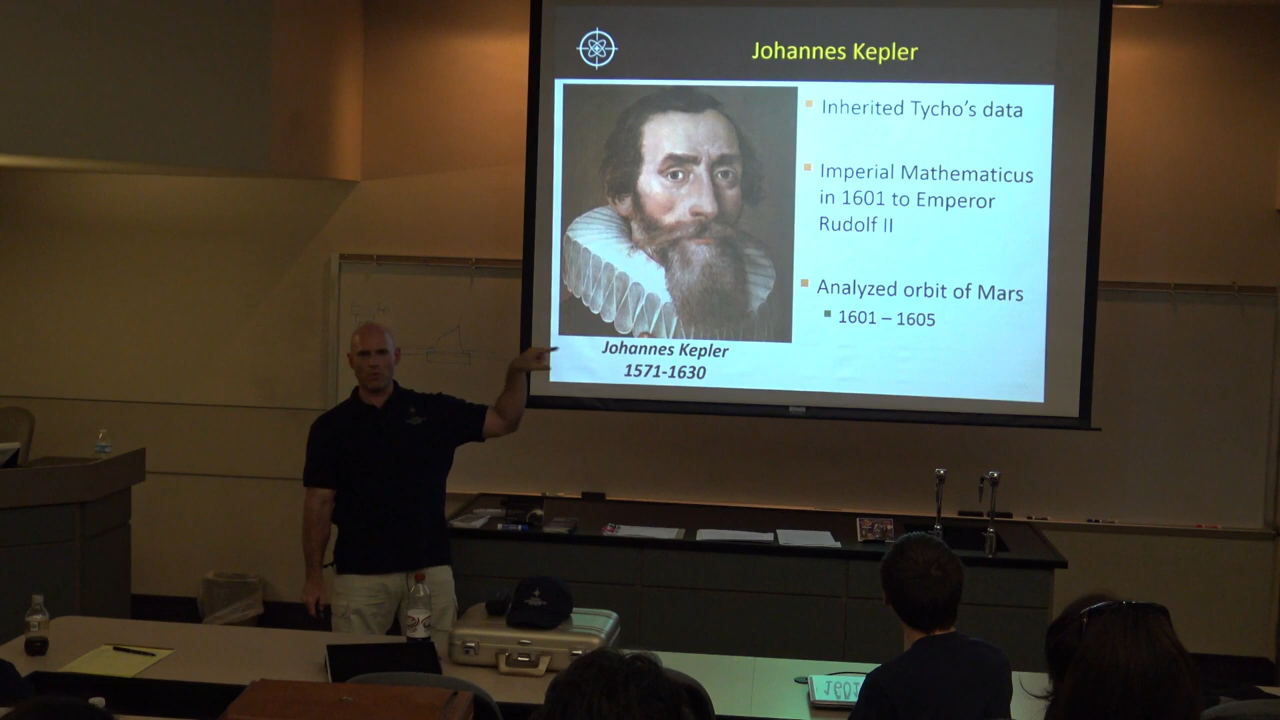 Johannes Kepler
Inherited Tycho's data
Imperial Mathematicus
in 1601 to Emperor
Rudolf II
Analyzed orbit of Mars
1601 – 1605
Johannes Kepler
1571-1630
1601